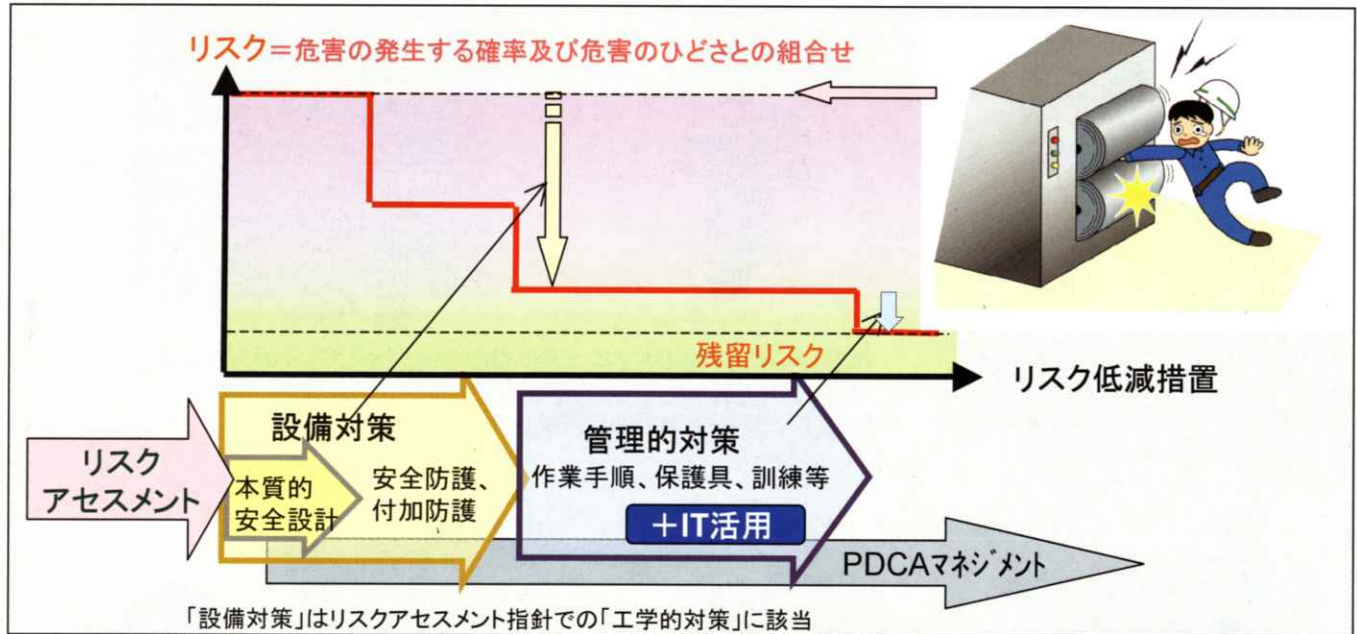 リスク＝危害の発生する確率及び危害のひどさとの組合せ
残留リスク
リスク低減措置
リスク
アセスメント
設備対策
本質的
安全設計
安全防護、
付加防護
管理的対策
作業手順、保護具、訓練等
＋IT活用
PDCAマネジメント
「設備対策」はリスクアセスメント指針での「工学的対策」に該当